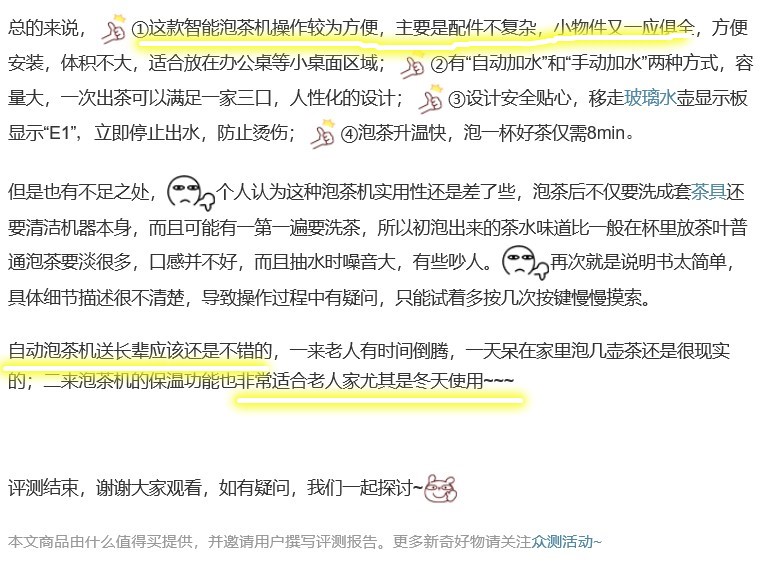 总的来说，①这款智能泡茶机操作较为方便，主要是配件不复杂，小物件又一应俱全，方便
安装，体积不大，适合放在办公桌等小桌面区域；②有“自动加水”和“手动加水”两种方式，容
量大，一次出茶可以满足一家三口，人性化的设计；③设计安全贴心，移走玻璃水壶显示板
显示“E1”，立即停止出水，防止烫伤；④泡茶升温快，泡一杯好茶仅需8min。
但是也有不足之处，个人认为这种泡茶机实用性还是差了些，泡茶后不仅要洗成套茶具还
要清洁机器本身，而且可能有一第一遍要洗茶，所以初泡出来的茶水味道比一般在杯里放茶叶普
通泡茶要淡很多，口感并不好，而且抽水时噪音大，有些吵人。再次就是说明书太简单，
具体细节描述很不清楚，导致操作过程中有疑问，只能试着多按几次按键慢慢摸索。
自动泡茶机送长辈应该还是不错的，一来老人有时间倒腾，一天呆在家里泡几壶茶还是很现实
的；二来泡茶机的保温功能也非常适合老人家尤其是冬天使用~~~
评测结束，谢谢大家观看，如有疑问，我们一起探讨~
本文商品由什么值得买提供，并邀请用户撰写评测报告。更多新奇好物请关注众测活动~